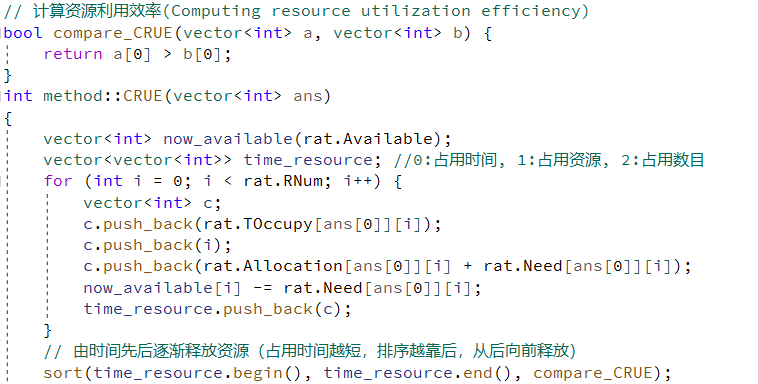 // 计算资源利用效率(Computing resource utilization efficiency)
bool compare_CRUE(vector<int> a, vector<int> b) {
    return a[0] > b[0];
}
int method::CRUE(vector<int> ans)
{
    vector<int> now_available(rat.Available);
    vector<vector<int>> time_resource; //0:占用时间, 1:占用资源, 2:占用数目
    for (int i = 0; i < rat.RNum; i++) {
        vector<int> c;
        c.push_back(rat.TOccupy[ans[0]][i]);
        c.push_back(i);
        c.push_back(rat.Allocation[ans[0]][i] + rat.Need[ans[0]][i]);
        now_available[i] -= rat.Need[ans[0]][i];
        time_resource.push_back(c);
    }
    // 由时间先后逐渐释放资源（占用时间越短，排序越靠后，从后向前释放）
    sort(time_resource.begin(), time_resource.end(), compare_CRUE);